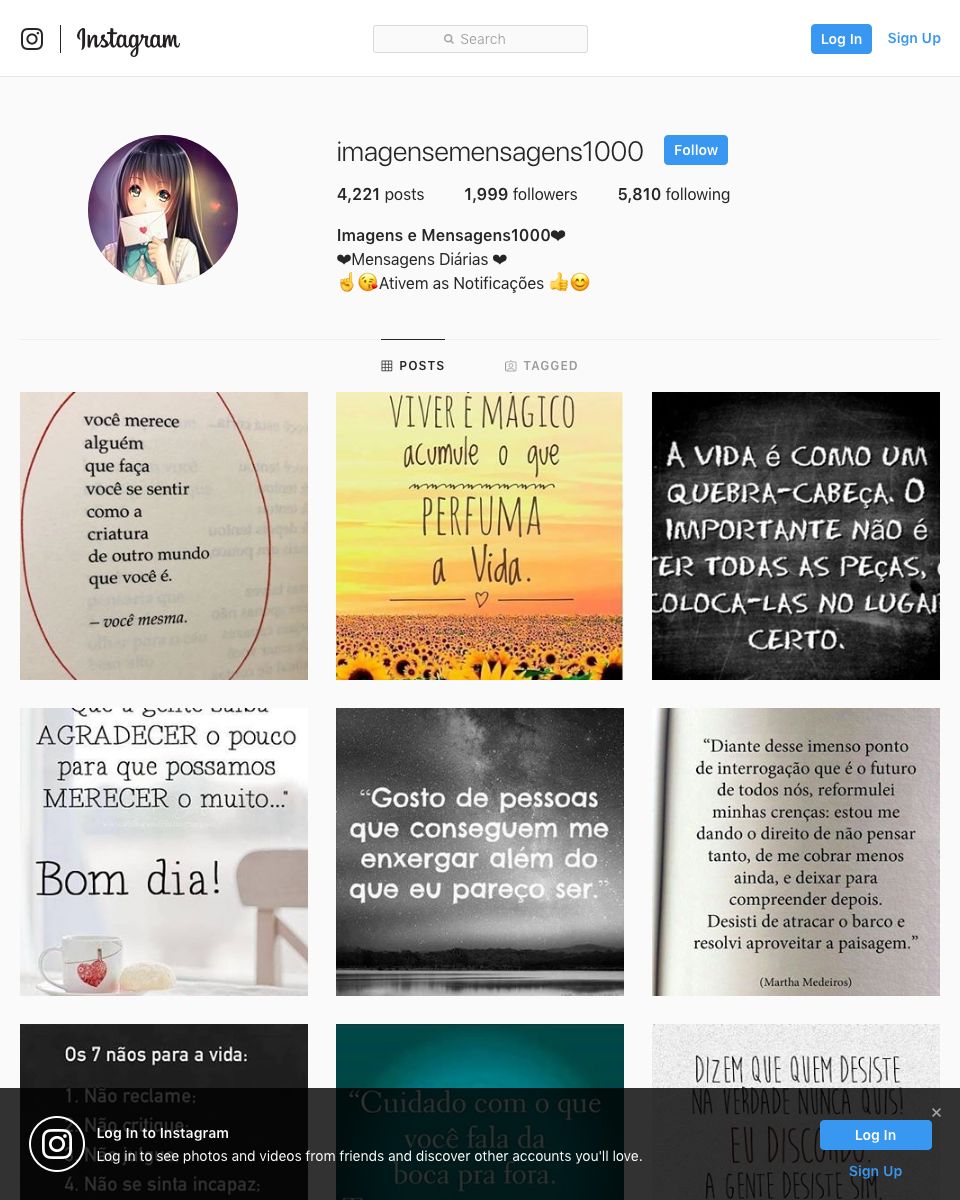 Instagram
Search
Log In
Sign Up
imagensemensagens1000
Follow
4,221 posts
1,999 followers
5,810 following
Imagens e Mensagens1000❤
❤Mensagens Diárias ❤
☝😘Ativem as Notificações 👍😊
POSTS
TAGGED
você merece
alguém
que faça
você se sentir
como a
criatura
de outro mundo
que você é.
– você mesma.
VIVER É MÁGICO
acumule o que
PERFUMA
a Vida.
A VIDA é COMO UM
QUEBRA-CABEÇA. O
IMPORTANTE NÃO é
TER TODAS AS PEÇAS,
COLOCA-LAS NO LUGAR
CERTO.
Que a gente saiba
AGRADECER o pouco
para que possamos
MERECER o muito..."
Bom dia!
“Gosto de pessoas
que conseguem me
enxergar além do
que eu pareço ser.”
“Diante desse imenso ponto
de interrogação que é o futuro
de todos nós, reformulei
minhas crenças: estou me
dando o direito de não pensar
tanto, de me cobrar menos
ainda, e deixar para
compreender depois.
Desisti de atracar o barco e
resolvi aproveitar a paisagem.”
(Martha Medeiros)
Os 7 nãos para a vida:
1. Não reclame;
Não critique;
4. Não se sinta incapaz;
“Cuidado com o que
você fala da
boca pra fora.
DIZEM QUE QUEM DESISTE
NA VERDADE NUNCA QUIS!
EU DISCORDO.
A GENTE DESISTE SIM
Log In to Instagram
Log in to see photos and videos from friends and discover other accounts you'll love.
Log In
Sign Up